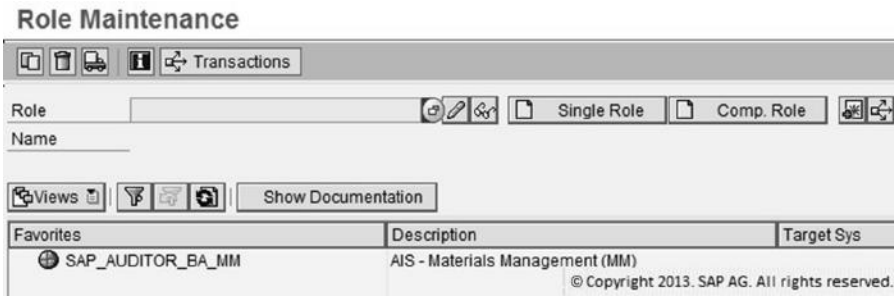 Role Maintenance
Transactions
Role Single Role Comp. Role
Name
Views Show Documentation
Favorites Description Target Sys
SAP_AUDITOR_BA_MM AIS - Materials Management (MM)
© Copyright 2013. SAP AG. All rights reserved.